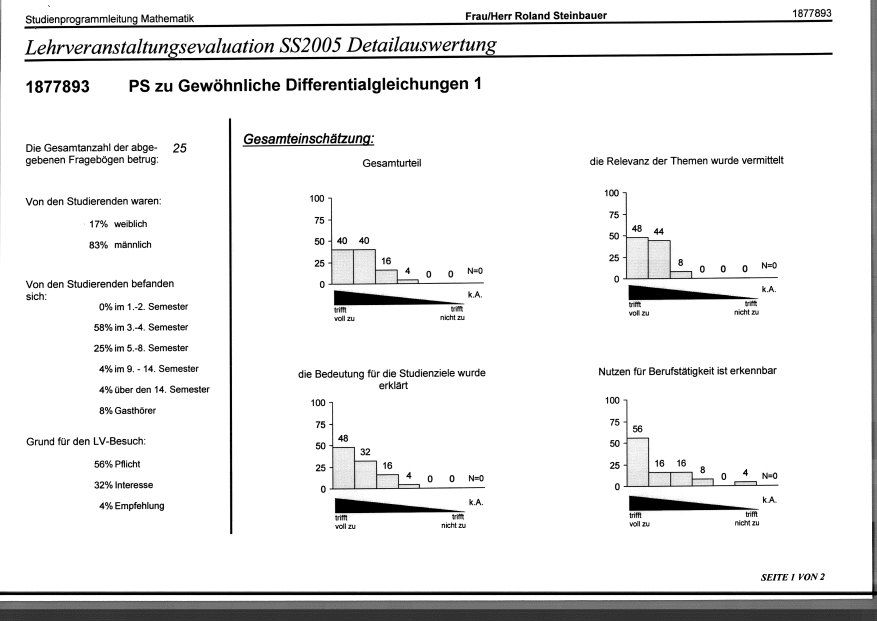 Studienprogrammleitung Mathematik
Frau/Herr Roland Steinbauer
1877893
Lehrveranstaltungsevaluation SS2005 Detailauswertung
1877893 PS zu Gewöhnliche Differentialgleichungen 1
Die Gesamtanzahl der abge-
gebenen Fragebögen betrug:
25
Von den Studierenden waren:
17% weiblich
83% männlich
Von den Studierenden befanden
sich:
0% im 1.-2. Semester
58% im 3.-4. Semester
25% im 5.-8. Semester
4% im 9. - 14. Semester
4% über den 14. Semester
8% Gasthörer
Grund für den LV-Besuch:
56% Pflicht
32% Interesse
4% Empfehlung
Gesamteinschätzung:
Gesamturteil
100
75
50
25
0
40 40 16 4 0 0 N=0
k.A.
trifft
voll zu
trifft
nicht zu
die Relevanz der Themen wurde vermittelt
100
75
50
25
0
48 44 8 0 0 0 N=0
k.A.
trifft
voll zu
trifft
nicht zu
die Bedeutung für die Studienziele wurde
erklärt
100
75
50
25
0
48 32 16 4 0 0 N=0
k.A.
trifft
voll zu
trifft
nicht zu
Nutzen für Berufstätigkeit ist erkennbar
100
75
50
25
0
56 16 16 8 0 4 N=0
k.A.
trifft
voll zu
trifft
nicht zu
SEITE 1 VON 2